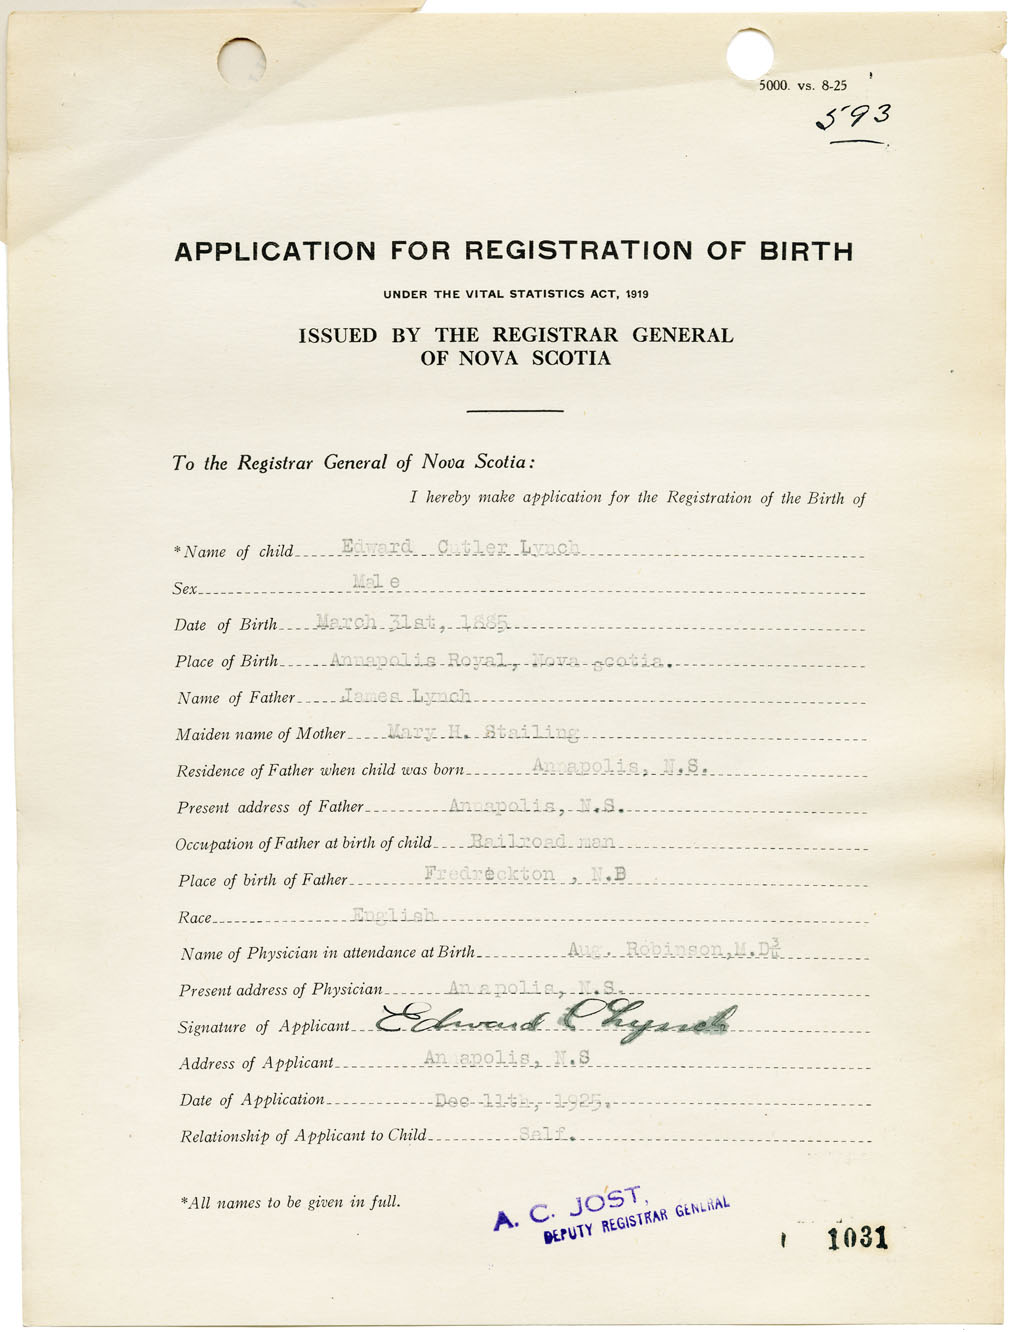 5000. vs. 8-25
593
APPLICATION FOR REGISTRATION OF BIRTH
UNDER THE VITAL STATISTICS ACT, 1919
ISSUED BY THE REGISTRAR GENERAL
OF NOVA SCOTIA
To the Registrar General of Nova Scotia:
I hereby make application for the Registration of the Birth of
*Name of child Edward Cutler Lynch
Sex Male
Date of Birth March 31st, 1885
Place of Birth Annapolis Royal, Nova scotia.
Name of Father James Lynch
Maiden name of Mother Mary H. Stailing
Residence of Father when child was born Annapolis, N.S.
Present address of Father Annapolis, N.S.
Occupation of Father at birth of child Railroad man
Place of birth of Father Fredreckton , N.B
Race English
Name of Physician in attendance at Birth Aug. Robinson, M.D
Present address of Physician Annapolis, N.S.
Signature of Applicant Edward C Lynch
Address of Applicant Annapolis, N.S
Date of Application Dec 11th, 1925.
Relationship of Applicant to Child Self.
*All names to be given in full.
A. C. JOST,
DEPUTY REGISTRAR GENERAL
1031